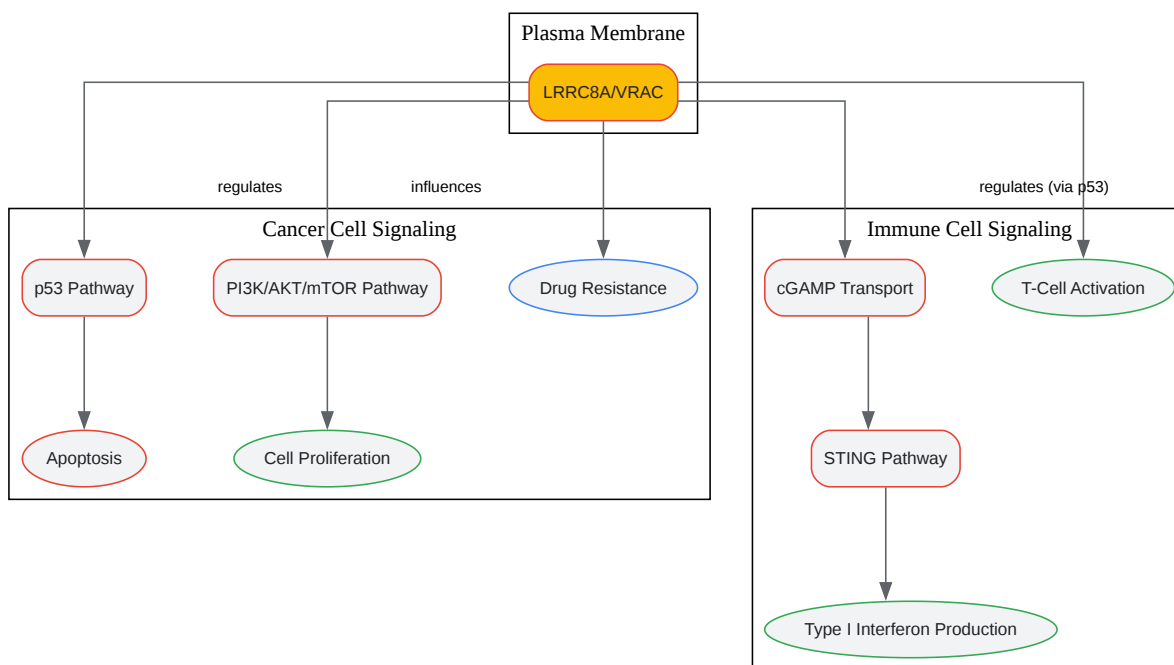 Plasma Membrane
LRRC8A/VRAC
regulates
influences
regulates (via p53)
Cancer Cell Signaling
Immune Cell Signaling
p53 Pathway
PI3K/AKT/mTOR Pathway
Drug Resistance
cGAMP Transport
T-Cell Activation
Apoptosis
Cell Proliferation
STING Pathway
Type I Interferon Production